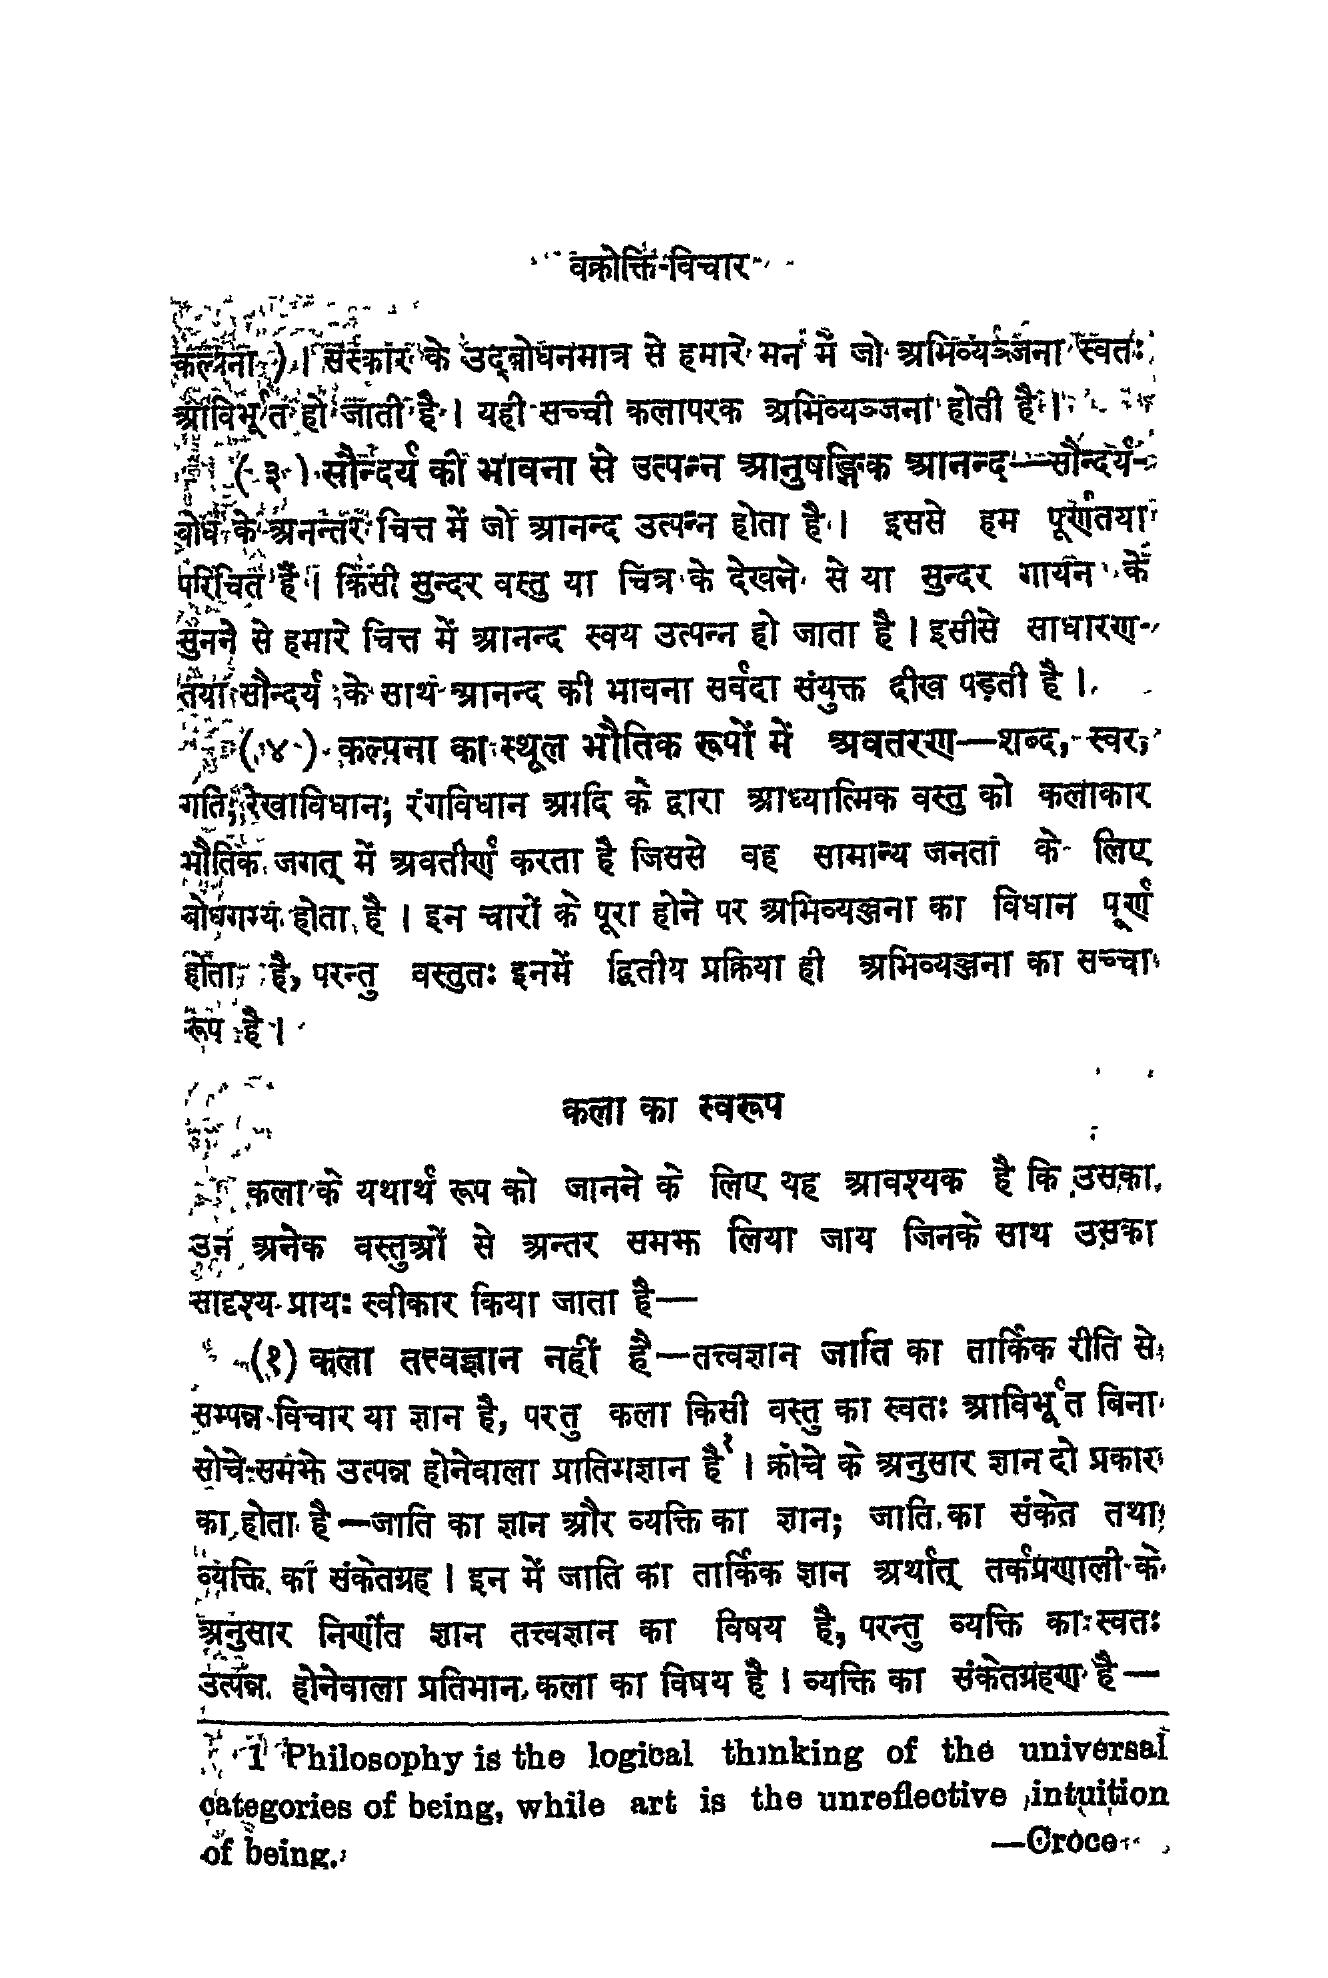 वक्रोक्ति-विचार
कल्पना ) । संस्कार के उद्बोधनमात्र से हमारे मन में जो अभिव्यञ्जना स्वतः
आविर्भूत हो जाती है । यही सच्ची कलापरक अभिव्यञ्जना होती है ।
( ३ ) सौन्दर्य की भावना से उत्पन्न आनुषङ्गिक आनन्द—सौन्दर्य-
बोध के अनन्तर चित्त में जो आनन्द उत्पन्न होता है । इससे हम पूर्णतया
परिचित हैं । किसी सुन्दर वस्तु या चित्र के देखने से या सुन्दर गायन के
सुनने से हमारे चित्त में आनन्द स्वय उत्पन्न हो जाता है । इसीसे साधारण-
तया सौन्दर्य के साथ आनन्द की भावना सर्वदा संयुक्त दीख पड़ती है ।
( ४ ) कल्पना का स्थूल भौतिक रूपों में अवतरण—शब्द, स्वर,
गति, रेखाविधान, रंगविधान आदि के द्वारा आध्यात्मिक वस्तु को कलाकार
भौतिक जगत् में अवतीर्ण करता है जिससे वह सामान्य जनता के लिए
बोधगम्य होता है । इन चारों के पूरा होने पर अभिव्यञ्जना का विधान पूर्ण
होता है, परन्तु वस्तुतः इनमें द्वितीय प्रक्रिया ही अभिव्यञ्जना का सच्चा
रूप है ।
कला का स्वरूप
कला के यथार्थ रूप को जानने के लिए यह आवश्यक है कि उसका
उन अनेक वस्तुओं से अन्तर समझ लिया जाय जिनके साथ उसका
सादृश्य प्रायः स्वीकार किया जाता है—
(१) कला तत्त्वज्ञान नहीं है—तत्त्वज्ञान जाति का तार्किक रीति से
सम्पन्न विचार या ज्ञान है, परतु कला किसी वस्तु का स्वतः आविर्भूत बिना
सोचे समझे उत्पन्न होनेवाला प्रातिभज्ञान है१ । क्रोचे के अनुसार ज्ञान दो प्रकार
का होता है—जाति का ज्ञान और व्यक्ति का ज्ञान; जाति का संकेत तथा
व्यक्ति का संकेतग्रह । इन में जाति का तार्किक ज्ञान अर्थात् तर्कप्रणाली के
अनुसार निर्णीत ज्ञान तत्त्वज्ञान का विषय है, परन्तु व्यक्ति का स्वतः
उत्पन्न होनेवाला प्रतिभान कला का विषय है । व्यक्ति का संकेतग्रहण है—
1 Philosophy is the logical thinking of the universal
categories of being, while art is the unreflective intuition
of being. —Croce